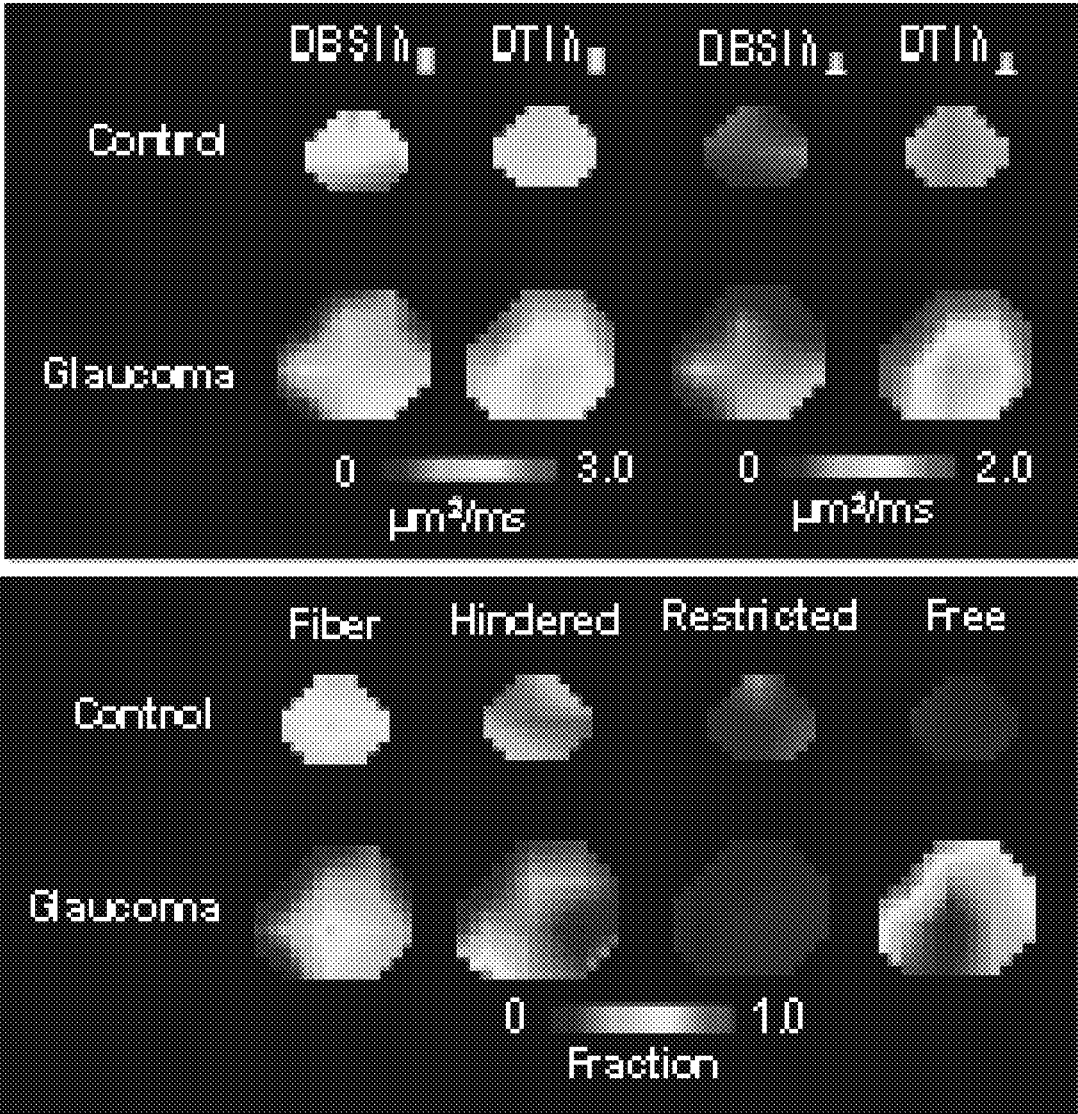 DBSI λ∥ DTI λ∥ DBSI λ⊥ DTI λ⊥
Control
Glaucoma
0 3.0 0 2.0
μm²/ms μm²/ms
Fiber Hindered Restricted Free
Control
Glaucoma
0 1.0
Fraction